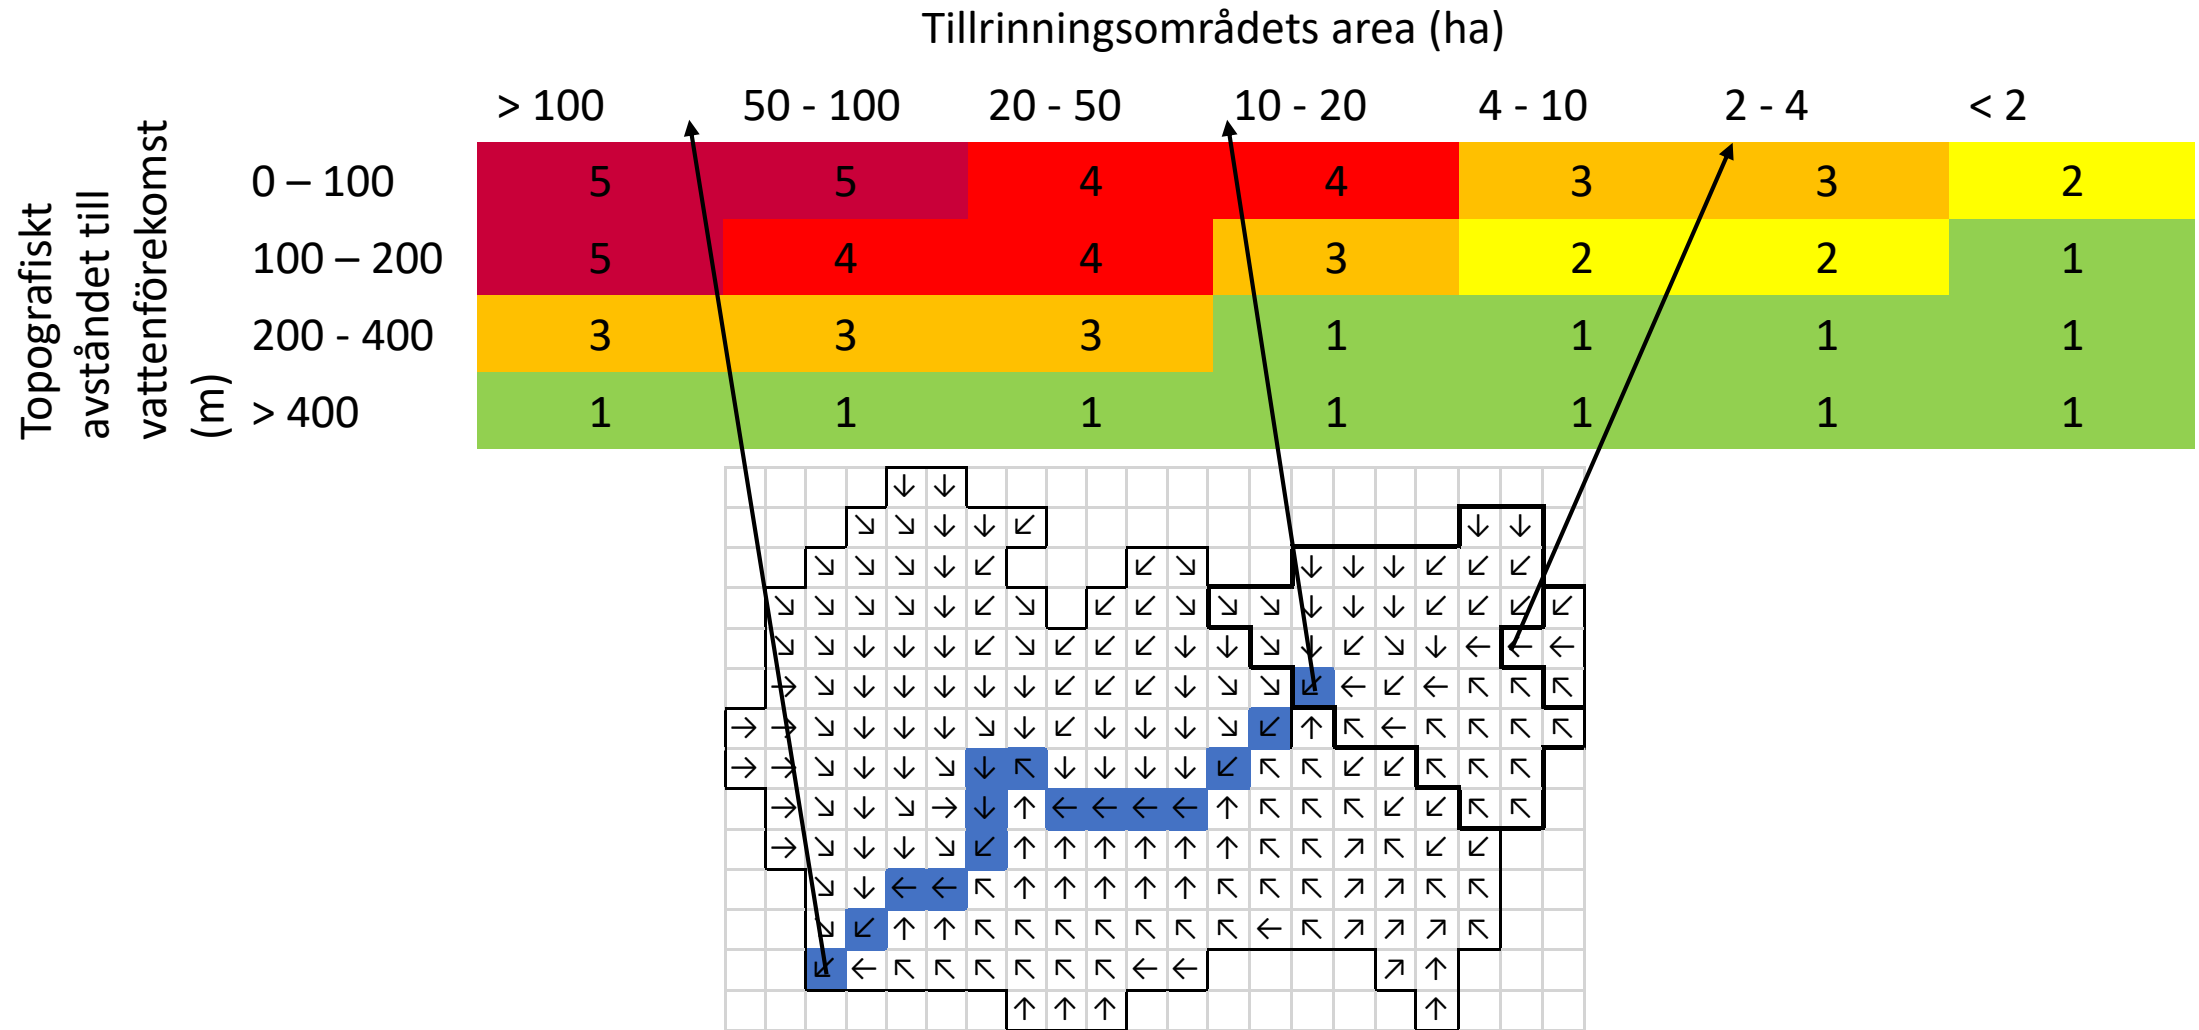 Tillrinningsområdets area (ha)
> 100 50 - 100 20 - 50 10 - 20 4 - 10 2 - 4 < 2
Topografiskt
avståndet till
vattenförekomst
(m)
0 – 100 5 5 4 4 3 3 2
100 – 200 5 4 4 3 2 2 1
200 - 400 3 3 3 1 1 1 1
> 400 1 1 1 1 1 1 1